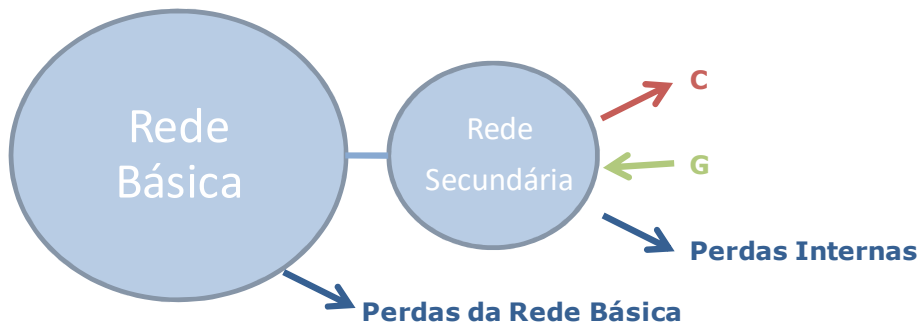 Rede
Básica
Rede
Secundária
C
G
Perdas Internas
Perdas da Rede Básica